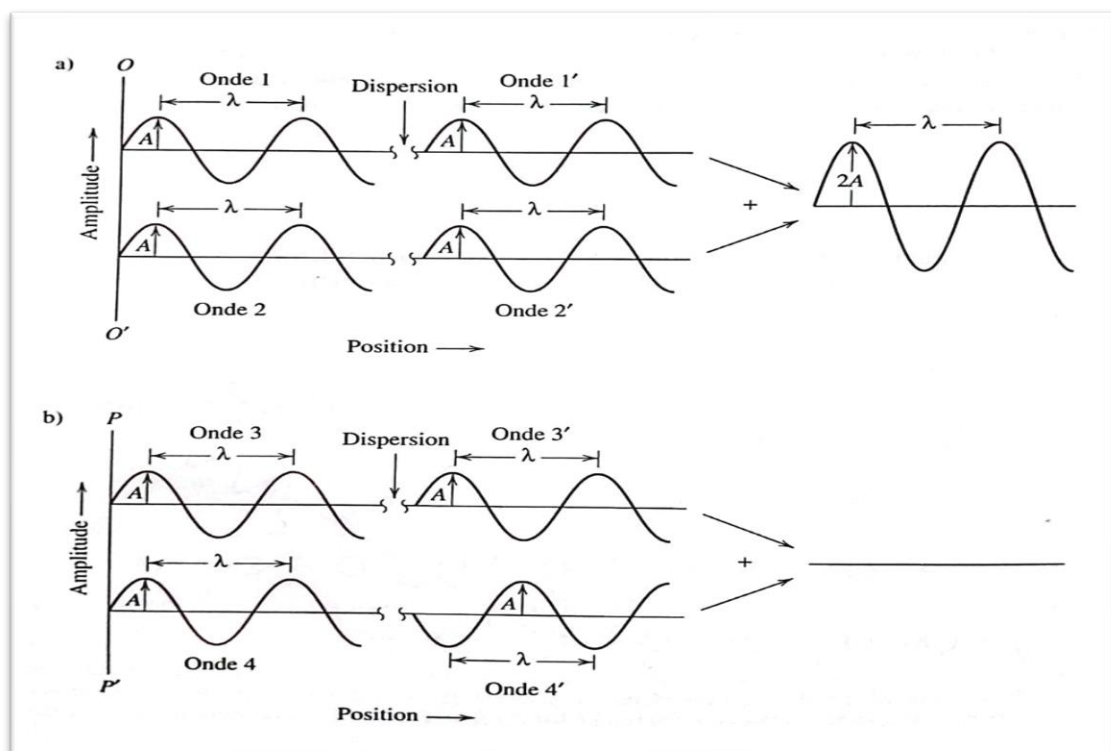 a)
O
Onde 1
λ
Dispersion
Onde 1′
λ
A
A
λ
2A
Amplitude
+
λ
λ
A
A
Onde 2
Onde 2′
O′
Position
b)
P
Onde 3
λ
Dispersion
Onde 3′
λ
A
A
Amplitude
+
λ
A
A
Onde 4
λ
P′
Onde 4′
Position